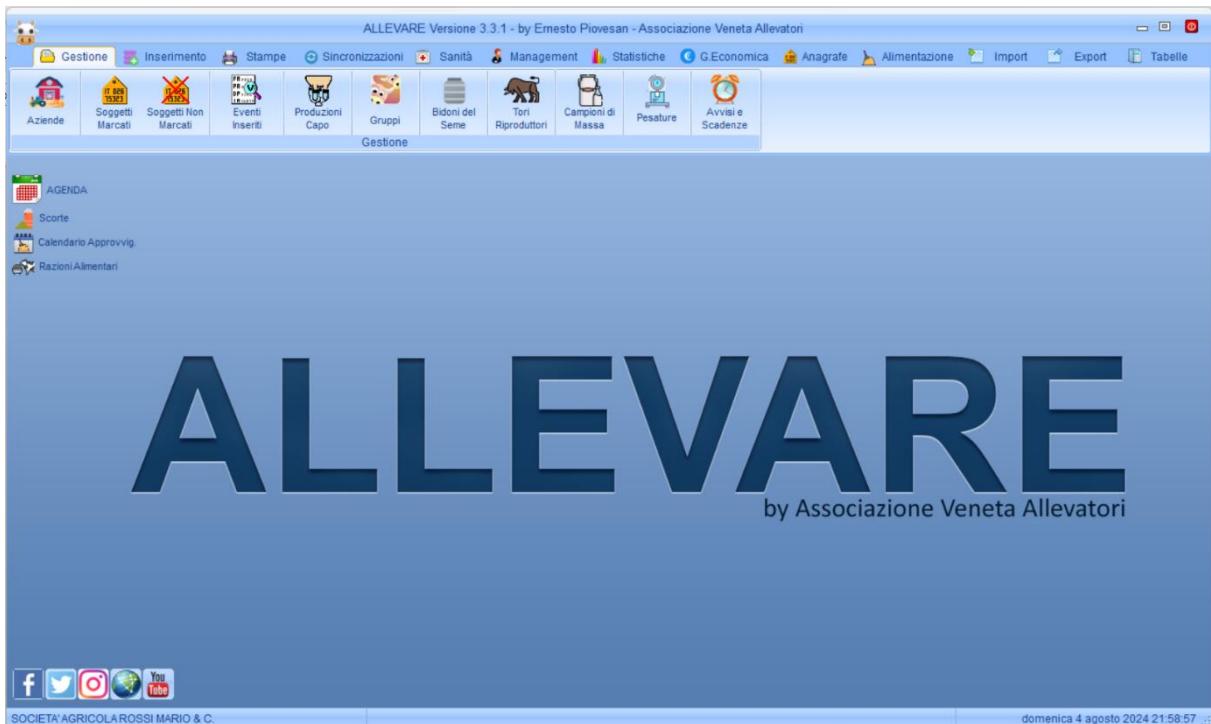 ALLEVARE Versione 3.3.1 - by Ernesto Piovesan - Associazione Veneta Allevatori
Gestione Inserimento Stampe Sincronizzazioni Sanità Management Statistiche G.Economica Anagrafe Alimentazione Import Export Tabelle
Aziende
Soggetti
Marcati
Soggetti Non
Marcati
Eventi
Inseriti
Produzioni
Capo
Gruppi
Bidoni del
Seme
Tori
Riproduttori
Campioni di
Massa
Pesature
Avvisi e
Scadenze
Gestione
AGENDA
Scorte
Calendario Approvvig.
Razioni Alimentari
ALLEVARE
by Associazione Veneta Allevatori
You
Tube
SOCIETA' AGRICOLA ROSSI MARIO & C.
domenica 4 agosto 2024 21:58:57